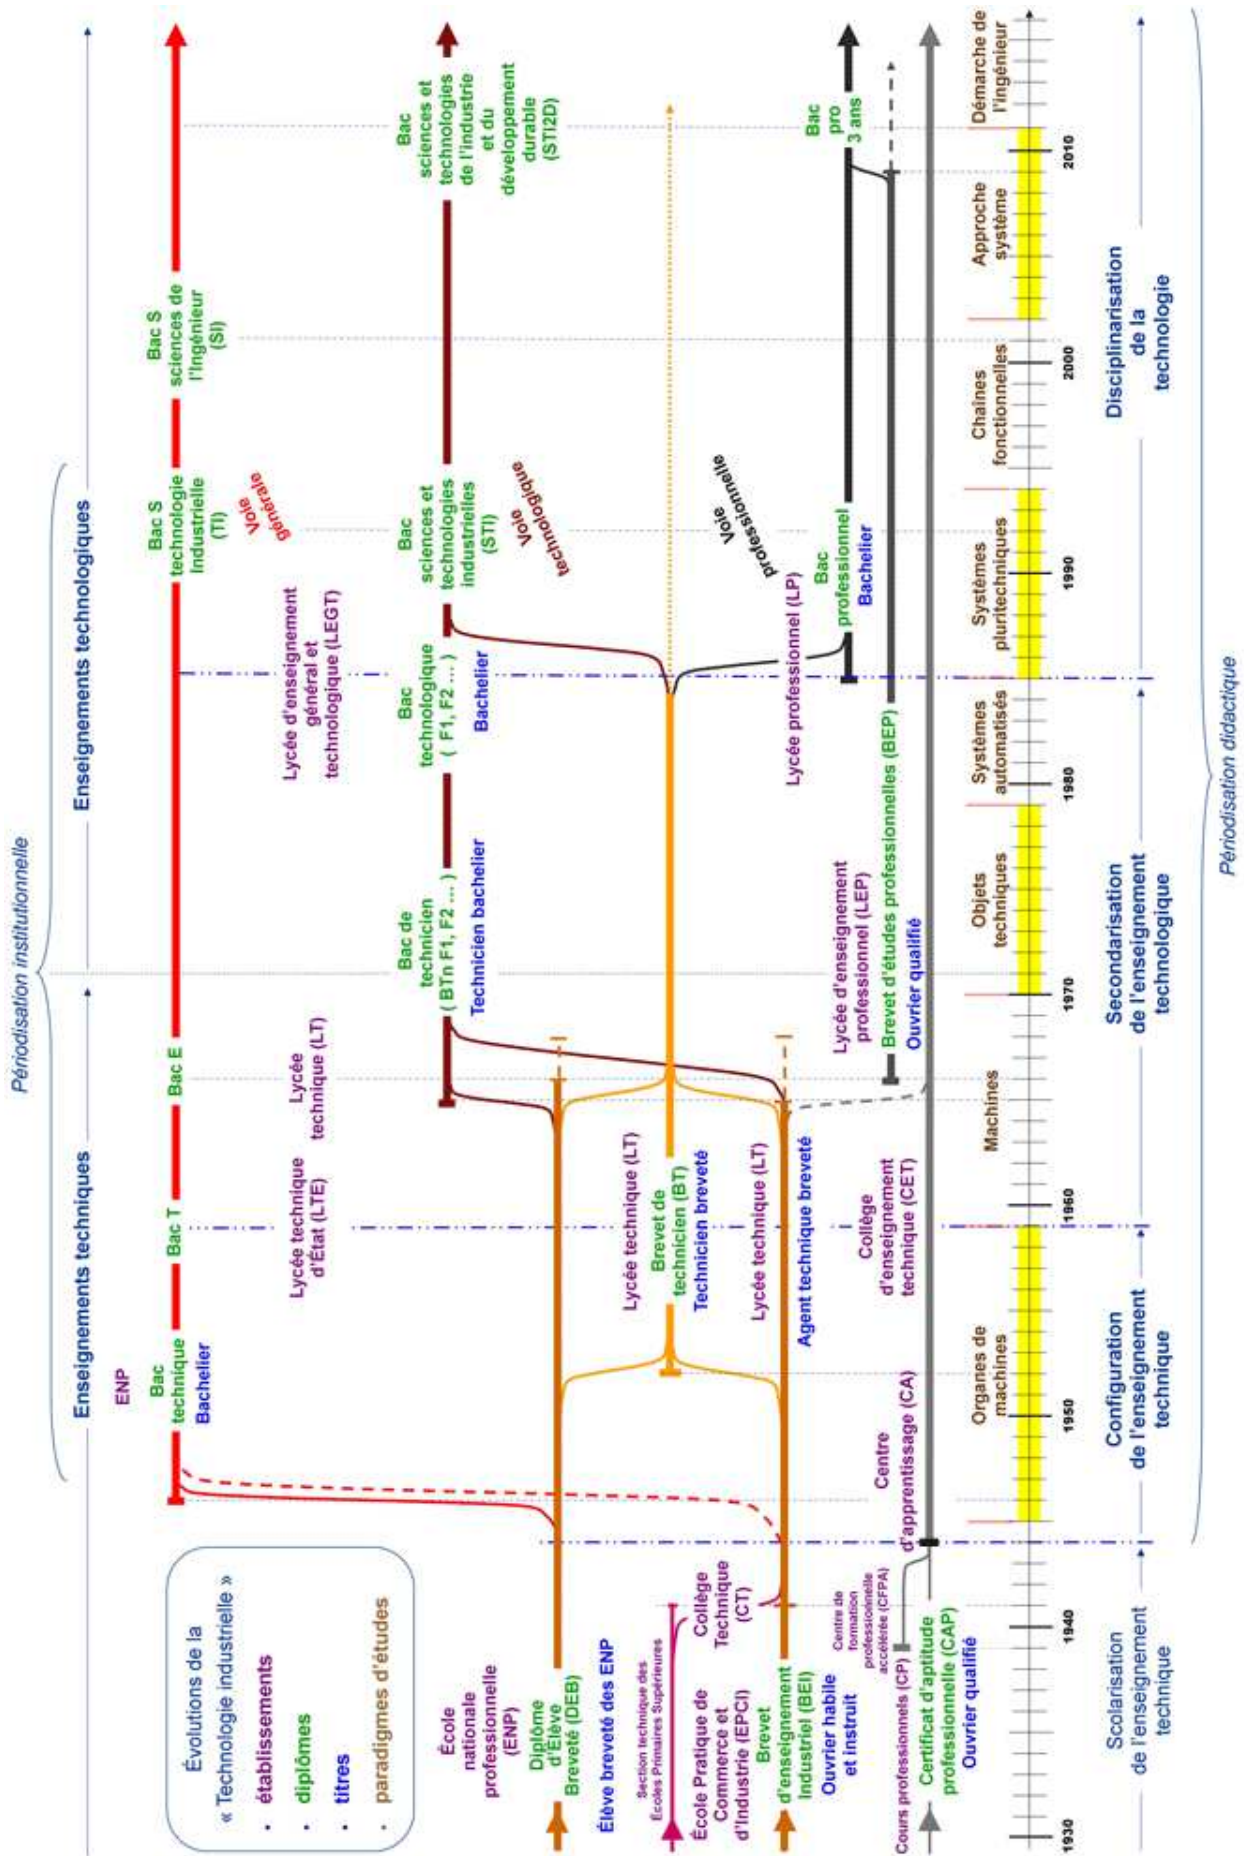 Périodisation institutionnelle
Enseignements techniques
Enseignements technologiques
ENP
Bac
technique
Bachelier
Bac T
Bac E
Bac S
technologie
Industrielle
(TI)
Bac S
sciences de
l'Ingénieur
(SI)
Voie
générale
Lycée technique
d'État (LTE)
Lycée
technique (LT)
Lycée d'enseignement
général et
technologique (LEGT)
Évolutions de la
« Technologie industrielle »
• établissements
• diplômes
• titres
• paradigmes d'études
Bac de
technicien
( BTn F1, F2 ... )
Technicien bachelier
Bac
technologique
( F1, F2 ... )
Bachelier
Bac
sciences et
technologies
industrielles
(STI)
Voie
technologique
Bac
sciences et
technologies
de l'industrie
et du
développement
durable
(STI2D)
École
nationale
professionnelle
(ENP)
Diplôme
d'Élève
Breveté (DEB)
Élève breveté des ENP
Lycée technique (LT)
Brevet de
technicien (BT)
Technicien breveté
Section technique des
Écoles Primaires Supérieures
École Pratique de
Commerce et
d'Industrie (EPCI)
Collège
Technique
(CT)
Brevet
d'enseignement
Industriel (BEI)
Ouvrier habile
et instruit
Lycée technique (LT)
Agent technique breveté
Voie
professionnelle
Lycée professionnel (LP)
Bac
professionnel
Bachelier
Bac
pro
3 ans
Centre de
formation
professionnelle
accélérée (CFPA)
Cours professionnels (CP)
Certificat d'aptitude
professionnelle (CAP)
Ouvrier qualifié
Centre
d'apprentissage (CA)
Collège
d'enseignement
technique (CET)
Lycée d'enseignement
professionnel (LEP)
Brevet d'études professionnelles (BEP)
Ouvrier qualifié
Organes de
machines
Machines
Objets
techniques
Systèmes
automatisés
Systèmes
pluritechniques
Chaines
fonctionnelles
Approche
système
Démarche de
l'ingénieur
1930
1940
1950
1960
1970
1980
1990
2000
2010
Scolarisation
de l'enseignement
technique
Configuration
de l'enseignement
technique
Secondarisation
de l'enseignement
technologique
Disciplinarisation
de la
technologie
Périodisation didactique